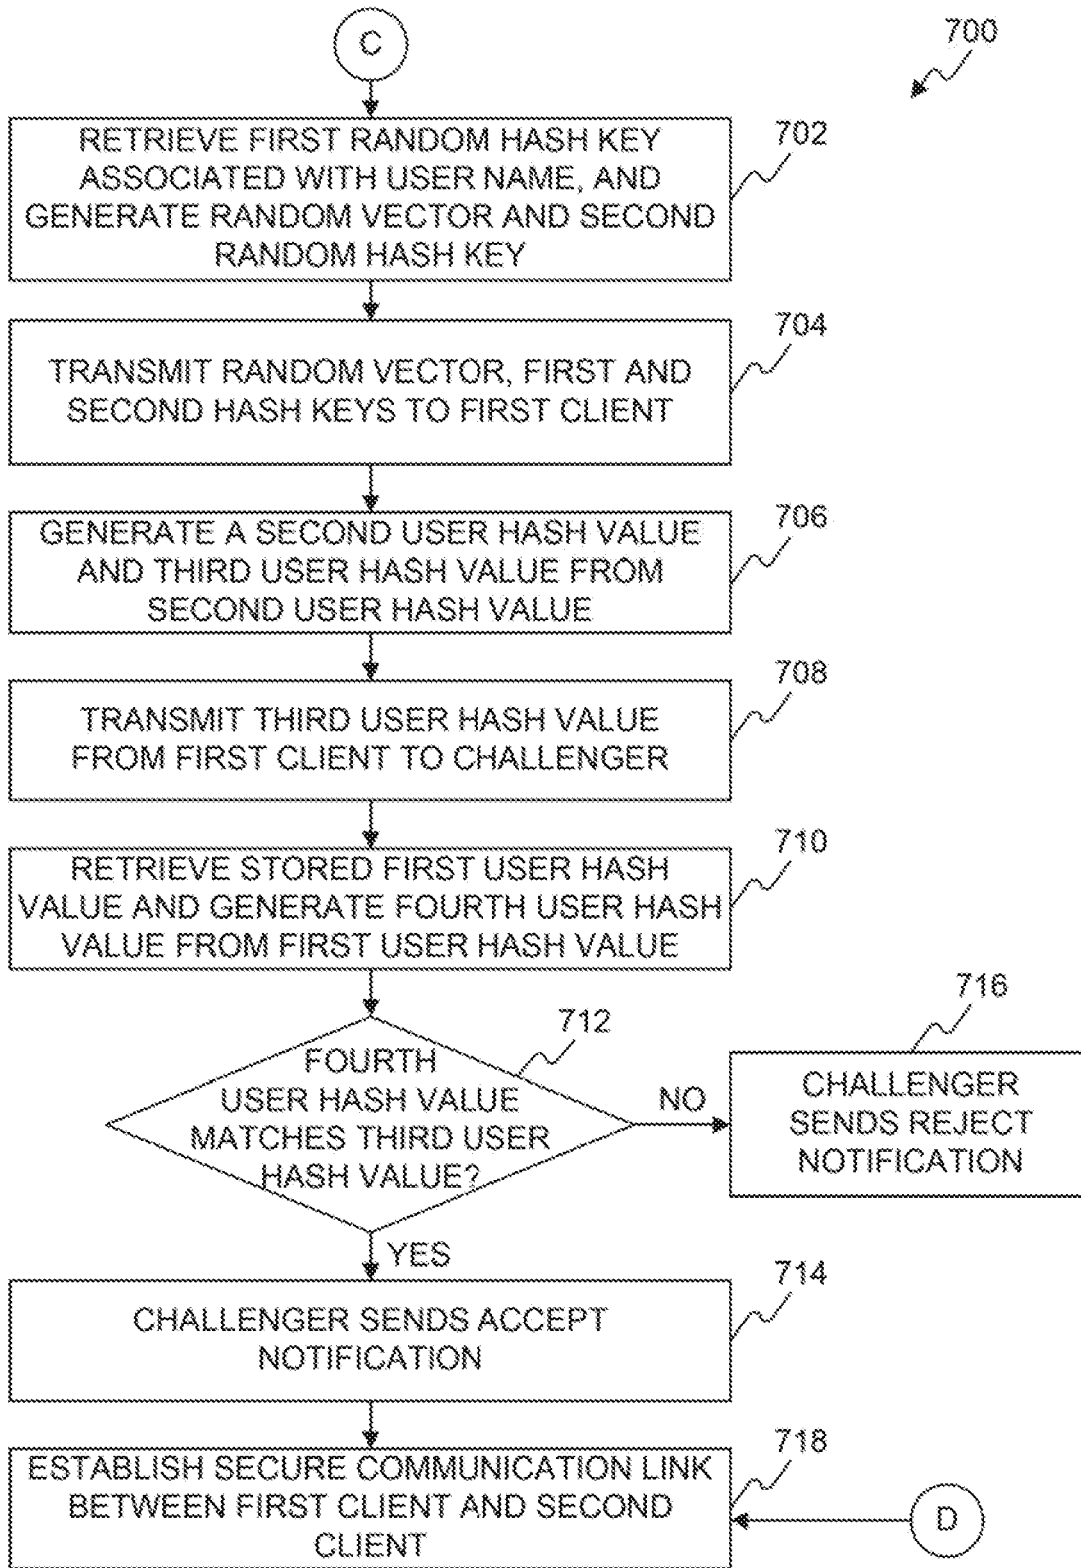 C
700
RETRIEVE FIRST RANDOM HASH KEY
ASSOCIATED WITH USER NAME, AND
GENERATE RANDOM VECTOR AND SECOND
RANDOM HASH KEY
702
TRANSMIT RANDOM VECTOR, FIRST AND
SECOND HASH KEYS TO FIRST CLIENT
704
GENERATE A SECOND USER HASH VALUE
AND THIRD USER HASH VALUE FROM
SECOND USER HASH VALUE
706
TRANSMIT THIRD USER HASH VALUE
FROM FIRST CLIENT TO CHALLENGER
708
RETRIEVE STORED FIRST USER HASH
VALUE AND GENERATE FOURTH USER HASH
VALUE FROM FIRST USER HASH VALUE
710
FOURTH
USER HASH VALUE
MATCHES THIRD USER
HASH VALUE?
712
NO
CHALLENGER
SENDS REJECT
NOTIFICATION
716
YES
CHALLENGER SENDS ACCEPT
NOTIFICATION
714
ESTABLISH SECURE COMMUNICATION LINK
BETWEEN FIRST CLIENT AND SECOND
CLIENT
718
D